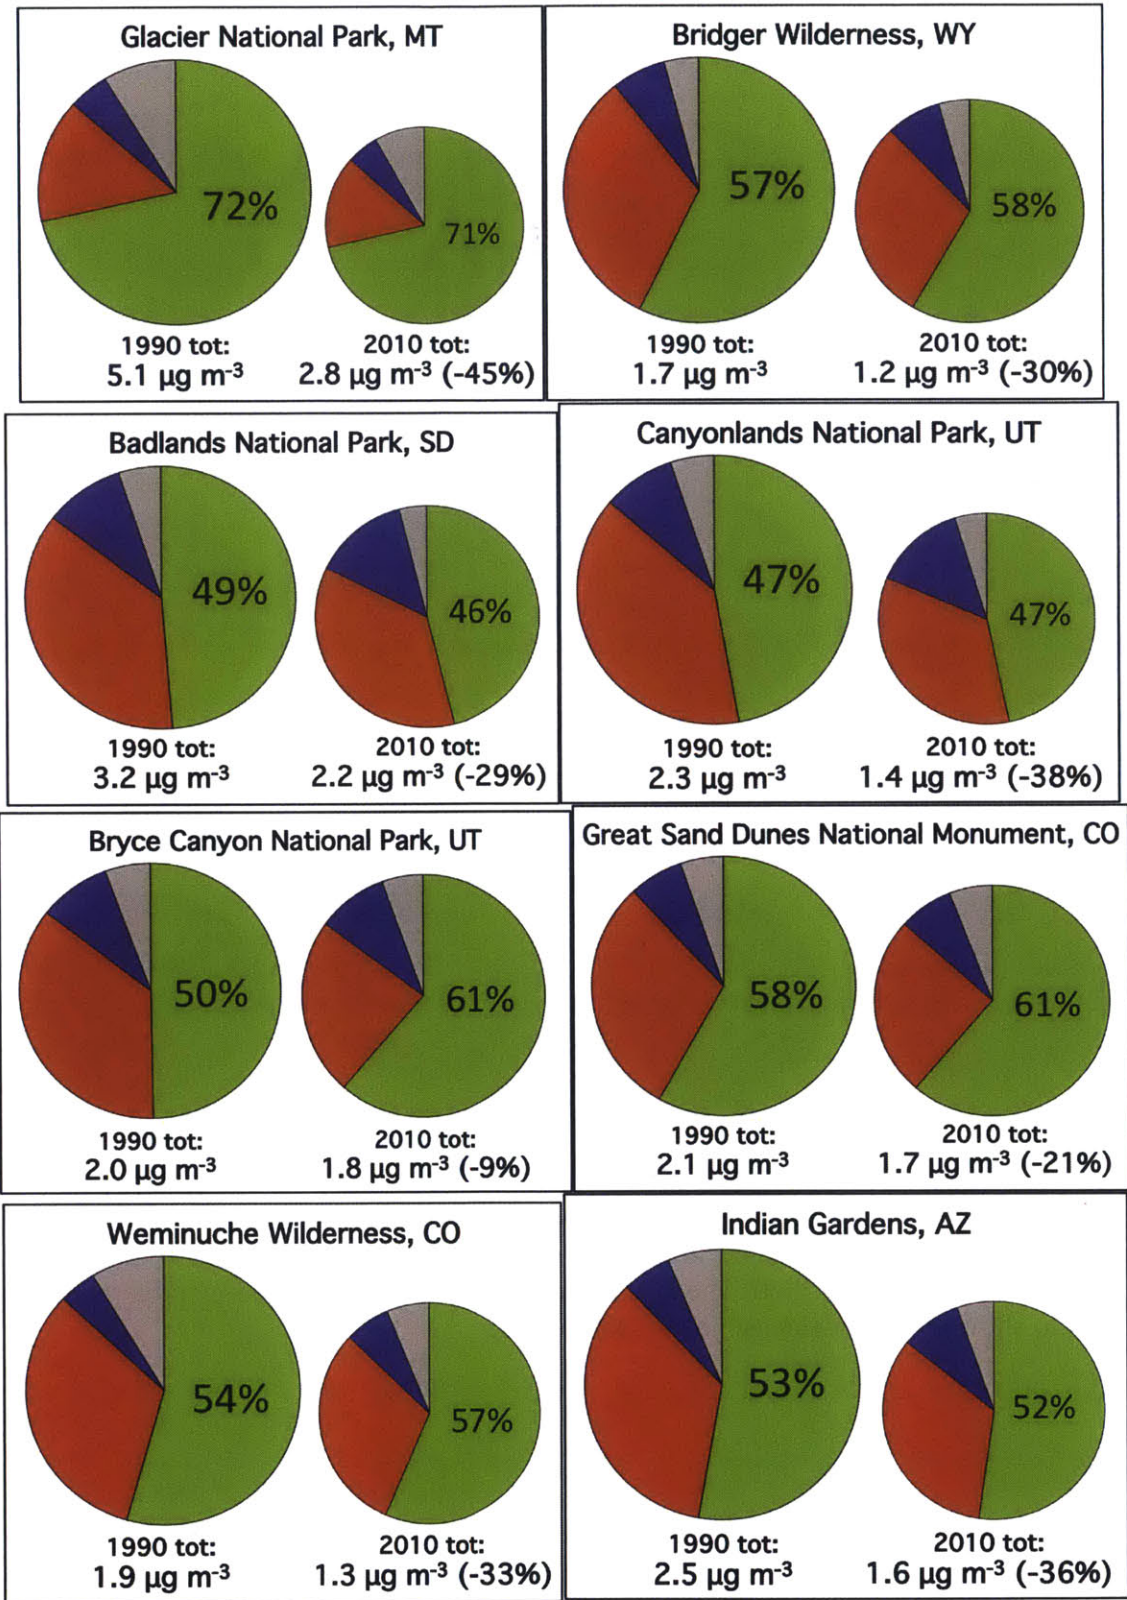 Glacier National Park, MT
72%
71%
1990 tot:
5.1 µg m⁻³
2010 tot:
2.8 µg m⁻³ (-45%)
Bridger Wilderness, WY
57%
58%
1990 tot:
1.7 µg m⁻³
2010 tot:
1.2 µg m⁻³ (-30%)
Badlands National Park, SD
49%
46%
1990 tot:
3.2 µg m⁻³
2010 tot:
2.2 µg m⁻³ (-29%)
Canyonlands National Park, UT
47%
47%
1990 tot:
2.3 µg m⁻³
2010 tot:
1.4 µg m⁻³ (-38%)
Bryce Canyon National Park, UT
50%
61%
1990 tot:
2.0 µg m⁻³
2010 tot:
1.8 µg m⁻³ (-9%)
Great Sand Dunes National Monument, CO
58%
61%
1990 tot:
2.1 µg m⁻³
2010 tot:
1.7 µg m⁻³ (-21%)
Weminuche Wilderness, CO
54%
57%
1990 tot:
1.9 µg m⁻³
2010 tot:
1.3 µg m⁻³ (-33%)
Indian Gardens, AZ
53%
52%
1990 tot:
2.5 µg m⁻³
2010 tot:
1.6 µg m⁻³ (-36%)